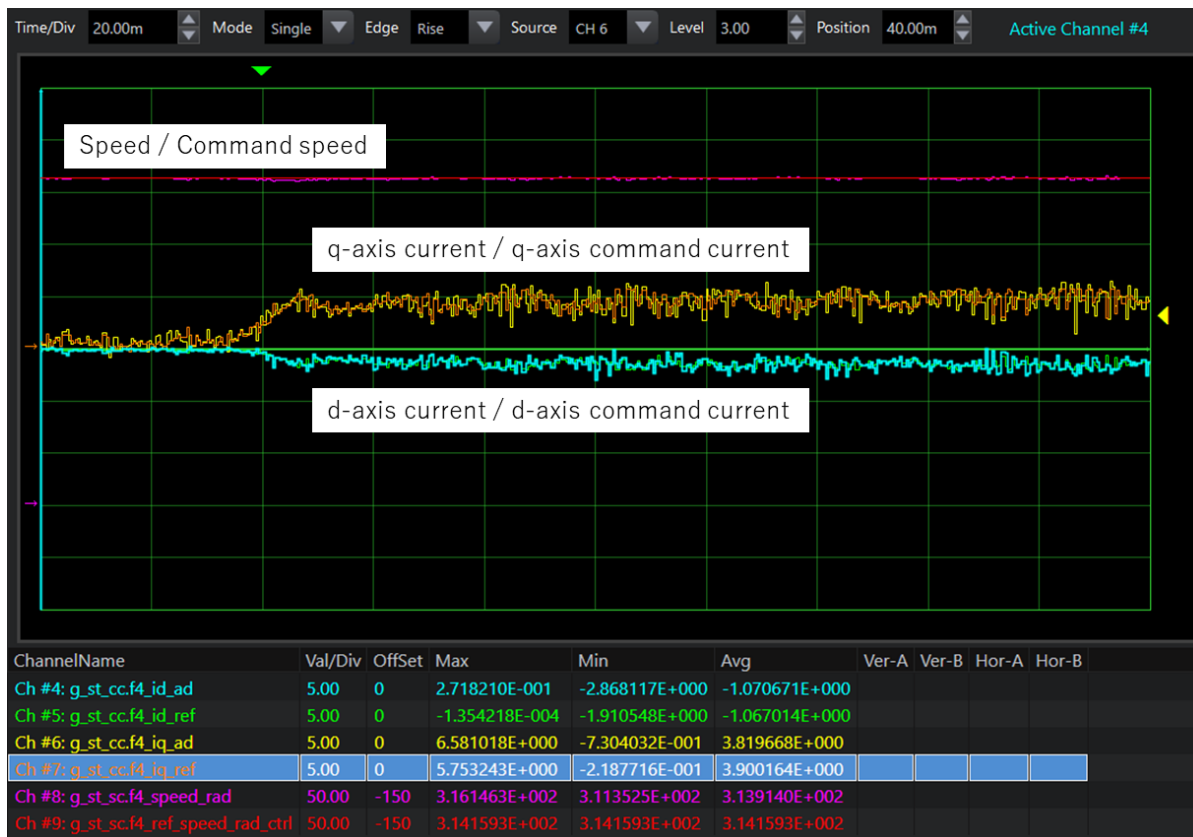 Time/Div 20.00m Mode Single Edge Rise Source CH 6 Level 3.00 Position 40.00m Active Channel #4
Speed / Command speed
q-axis current / q-axis command current
d-axis current / d-axis command current
ChannelName Val/Div OffSet Max Min Avg Ver-A Ver-B Hor-A Hor-B
Ch #4: g_st_cc.f4_id_ad 5.00 0 2.718210E-001 -2.868117E+000 -1.070671E+000
Ch #5: g_st_cc.f4_id_ref 5.00 0 -1.354218E-004 -1.910548E+000 -1.067014E+000
Ch #6: g_st_cc.f4_iq_ad 5.00 0 6.581018E+000 -7.304032E-001 3.819668E+000
Ch #7: g_st_cc.f4_iq_ref 5.00 0 5.753243E+000 -2.187716E-001 3.900164E+000
Ch #8: g_st_sc.f4_speed_rad 50.00 -150 3.161463E+002 3.113525E+002 3.139140E+002
Ch #9: g_st_sc.f4_ref_speed_rad_ctrl 50.00 -150 3.141593E+002 3.141593E+002 3.141593E+002